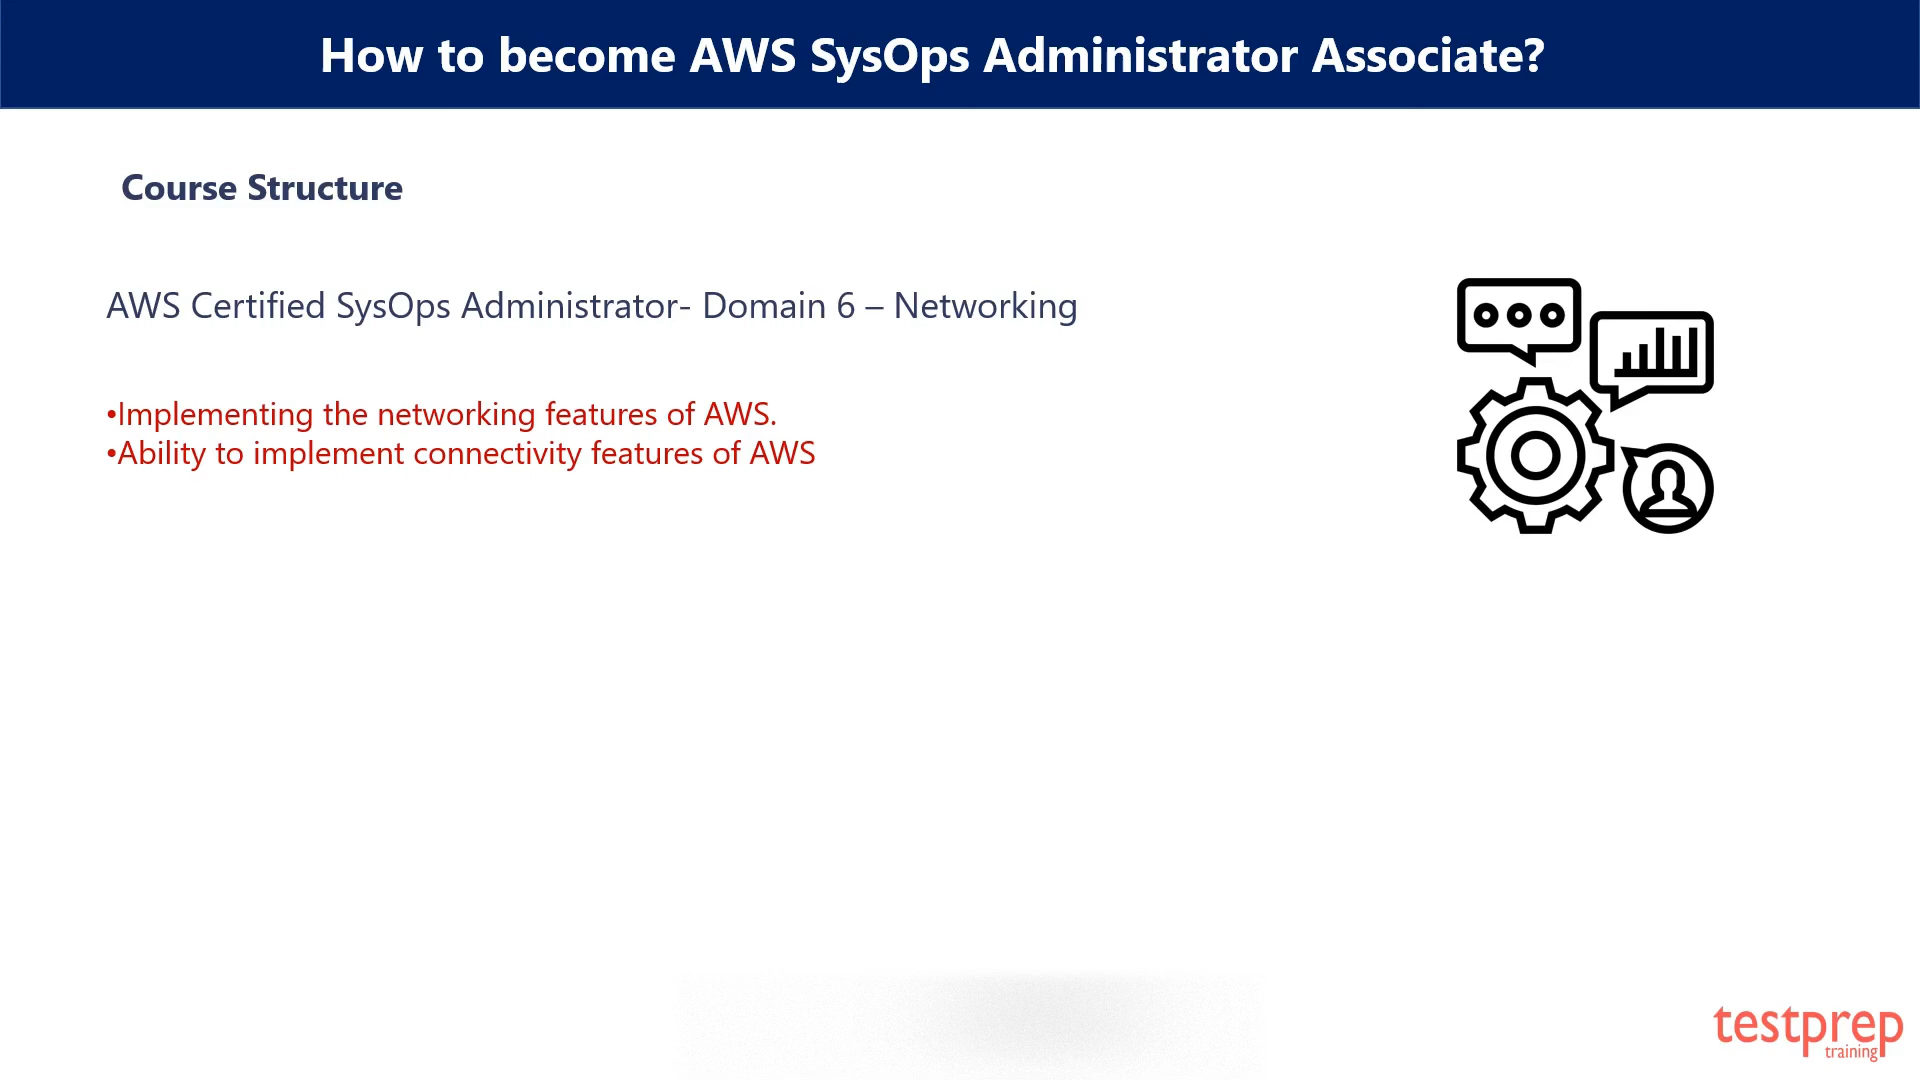 How to become AWS SysOps Administrator Associate?
Course Structure
AWS Certified SysOps Administrator- Domain 6 – Networking
•Implementing the networking features of AWS.
•Ability to implement connectivity features of AWS
testprep
training